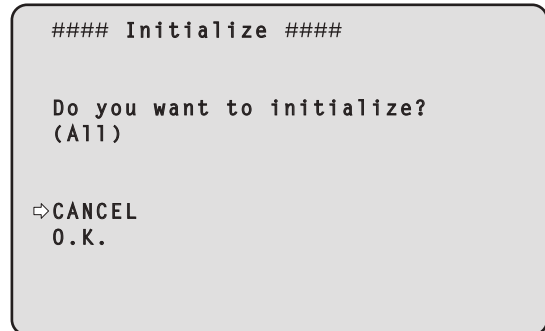 #### Initialize ####
Do you want to initialize?
(All)
⇨CANCEL
O.K.